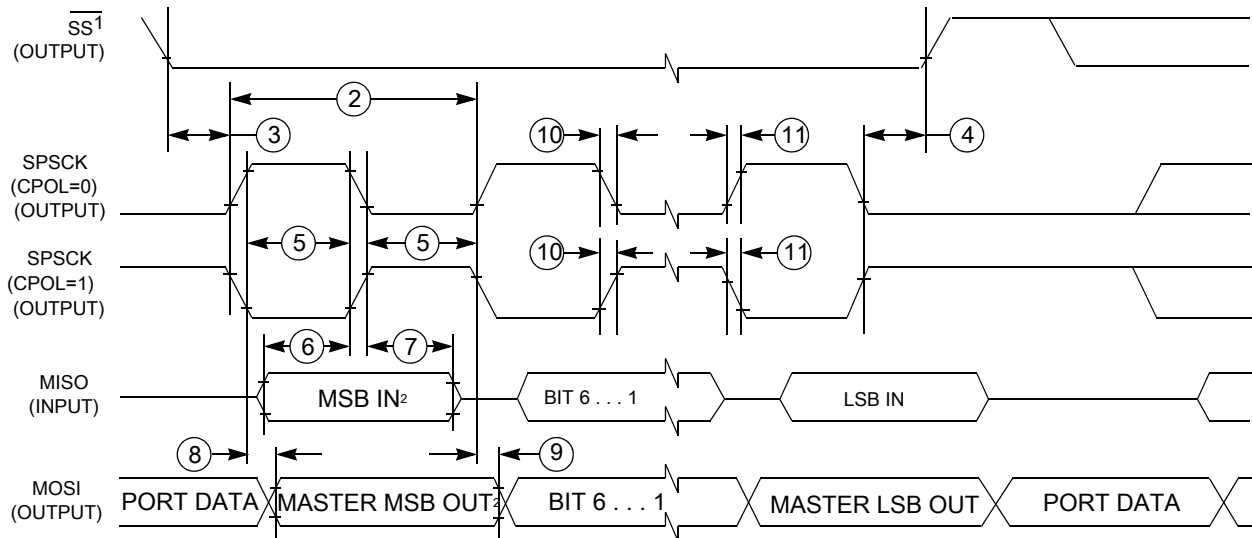 SS1
(OUTPUT)
2
3
10
11
4
SPSCK
(CPOL=0)
(OUTPUT)
5
5
10
11
SPSCK
(CPOL=1)
(OUTPUT)
6
7
MISO
(INPUT)
MSB IN2
BIT 6 . . . 1
LSB IN
8
9
MOSI
(OUTPUT)
PORT DATA
MASTER MSB OUT2
BIT 6 . . . 1
MASTER LSB OUT
PORT DATA